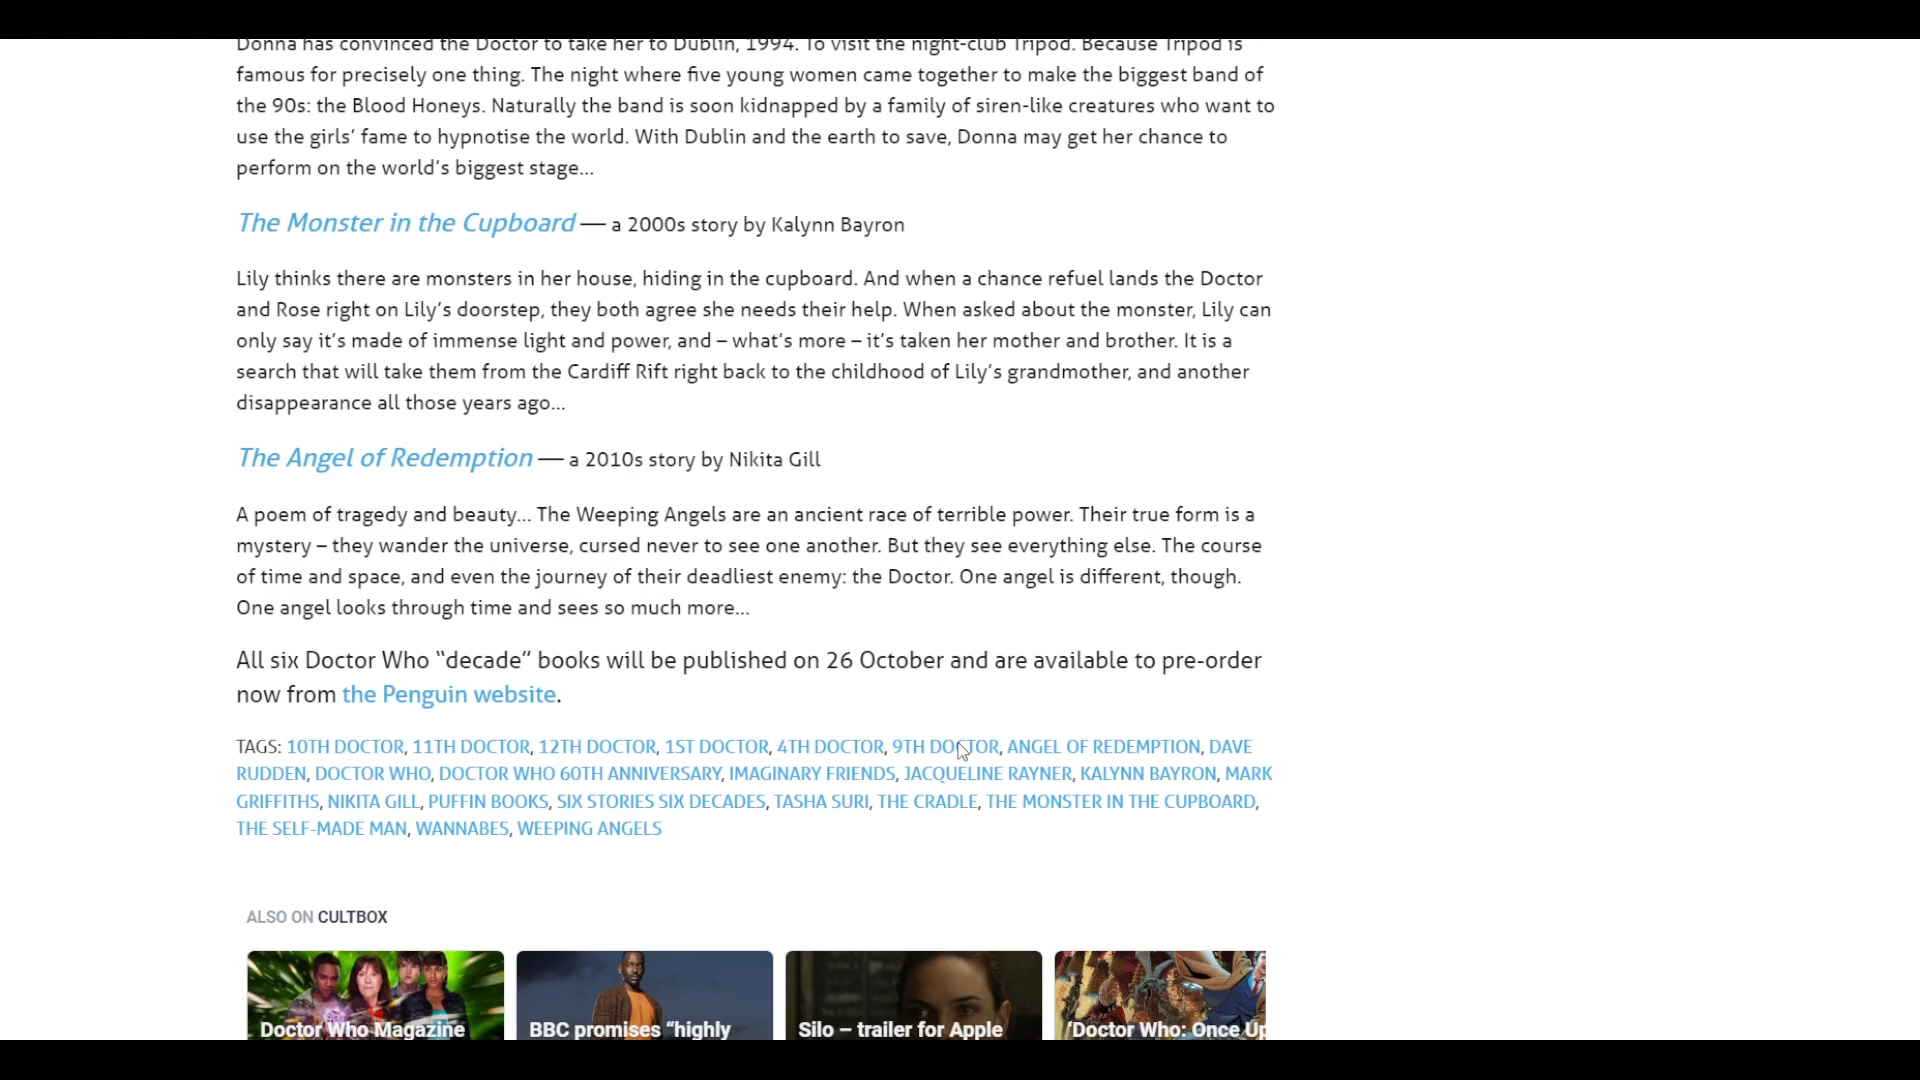 Donna has convinced the Doctor to take her to Dublin, 1994. To visit the night-club Tripod. Because Tripod is
famous for precisely one thing. The night where five young women came together to make the biggest band of
the 90s: the Blood Honeys. Naturally the band is soon kidnapped by a family of siren-like creatures who want to
use the girls’ fame to hypnotise the world. With Dublin and the earth to save, Donna may get her chance to
perform on the world’s biggest stage…
The Monster in the Cupboard — a 2000s story by Kalynn Bayron
Lily thinks there are monsters in her house, hiding in the cupboard. And when a chance refuel lands the Doctor
and Rose right on Lily’s doorstep, they both agree she needs their help. When asked about the monster, Lily can
only say it’s made of immense light and power, and – what’s more – it’s taken her mother and brother. It is a
search that will take them from the Cardiff Rift right back to the childhood of Lily’s grandmother, and another
disappearance all those years ago…
The Angel of Redemption — a 2010s story by Nikita Gill
A poem of tragedy and beauty… The Weeping Angels are an ancient race of terrible power. Their true form is a
mystery – they wander the universe, cursed never to see one another. But they see everything else. The course
of time and space, and even the journey of their deadliest enemy: the Doctor. One angel is different, though.
One angel looks through time and sees so much more…
All six Doctor Who “decade” books will be published on 26 October and are available to pre-order
now from the Penguin website.
TAGS: 10TH DOCTOR, 11TH DOCTOR, 12TH DOCTOR, 1ST DOCTOR, 4TH DOCTOR, 9TH DOCTOR, ANGEL OF REDEMPTION, DAVE
RUDDEN, DOCTOR WHO, DOCTOR WHO 60TH ANNIVERSARY, IMAGINARY FRIENDS, JACQUELINE RAYNER, KALYNN BAYRON, MARK
GRIFFITHS, NIKITA GILL, PUFFIN BOOKS, SIX STORIES SIX DECADES, TASHA SURI, THE CRADLE, THE MONSTER IN THE CUPBOARD,
THE SELF-MADE MAN, WANNABES, WEEPING ANGELS
ALSO ON CULTBOX
Doctor Who Magazine
BBC promises “highly
Silo – trailer for Apple
‘Doctor Who: Once Up